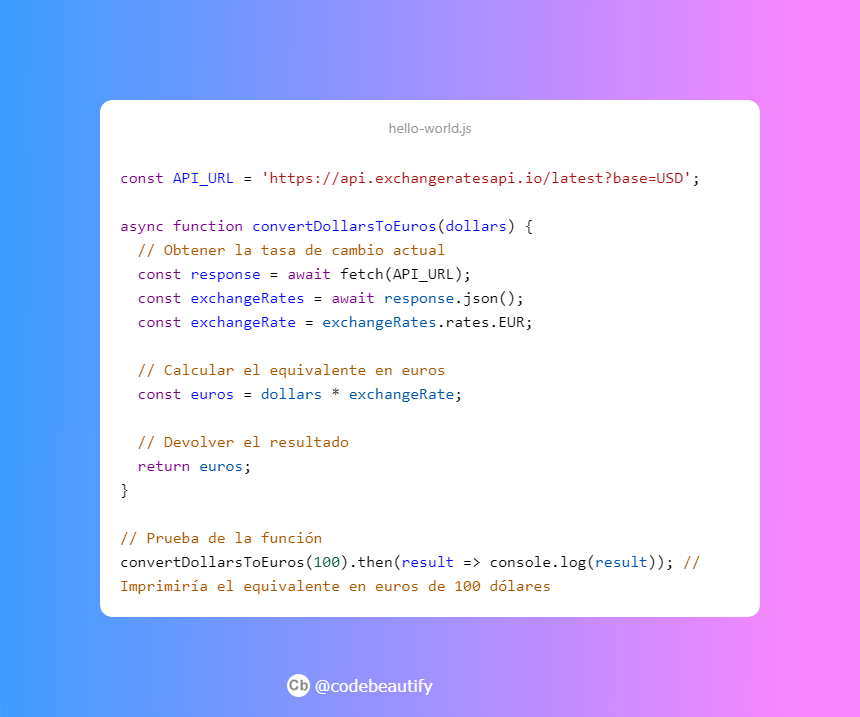 hello-world.js
const API_URL = 'https://api.exchangeratesapi.io/latest?base=USD';
async function convertDollarsToEuros(dollars) {
// Obtener la tasa de cambio actual
const response = await fetch(API_URL);
const exchangeRates = await response.json();
const exchangeRate = exchangeRates.rates.EUR;
// Calcular el equivalente en euros
const euros = dollars * exchangeRate;
// Devolver el resultado
return euros;
}
// Prueba de la función
convertDollarsToEuros(100).then(result => console.log(result)); //
Imprimiría el equivalente en euros de 100 dólares
Cb @codebeautify